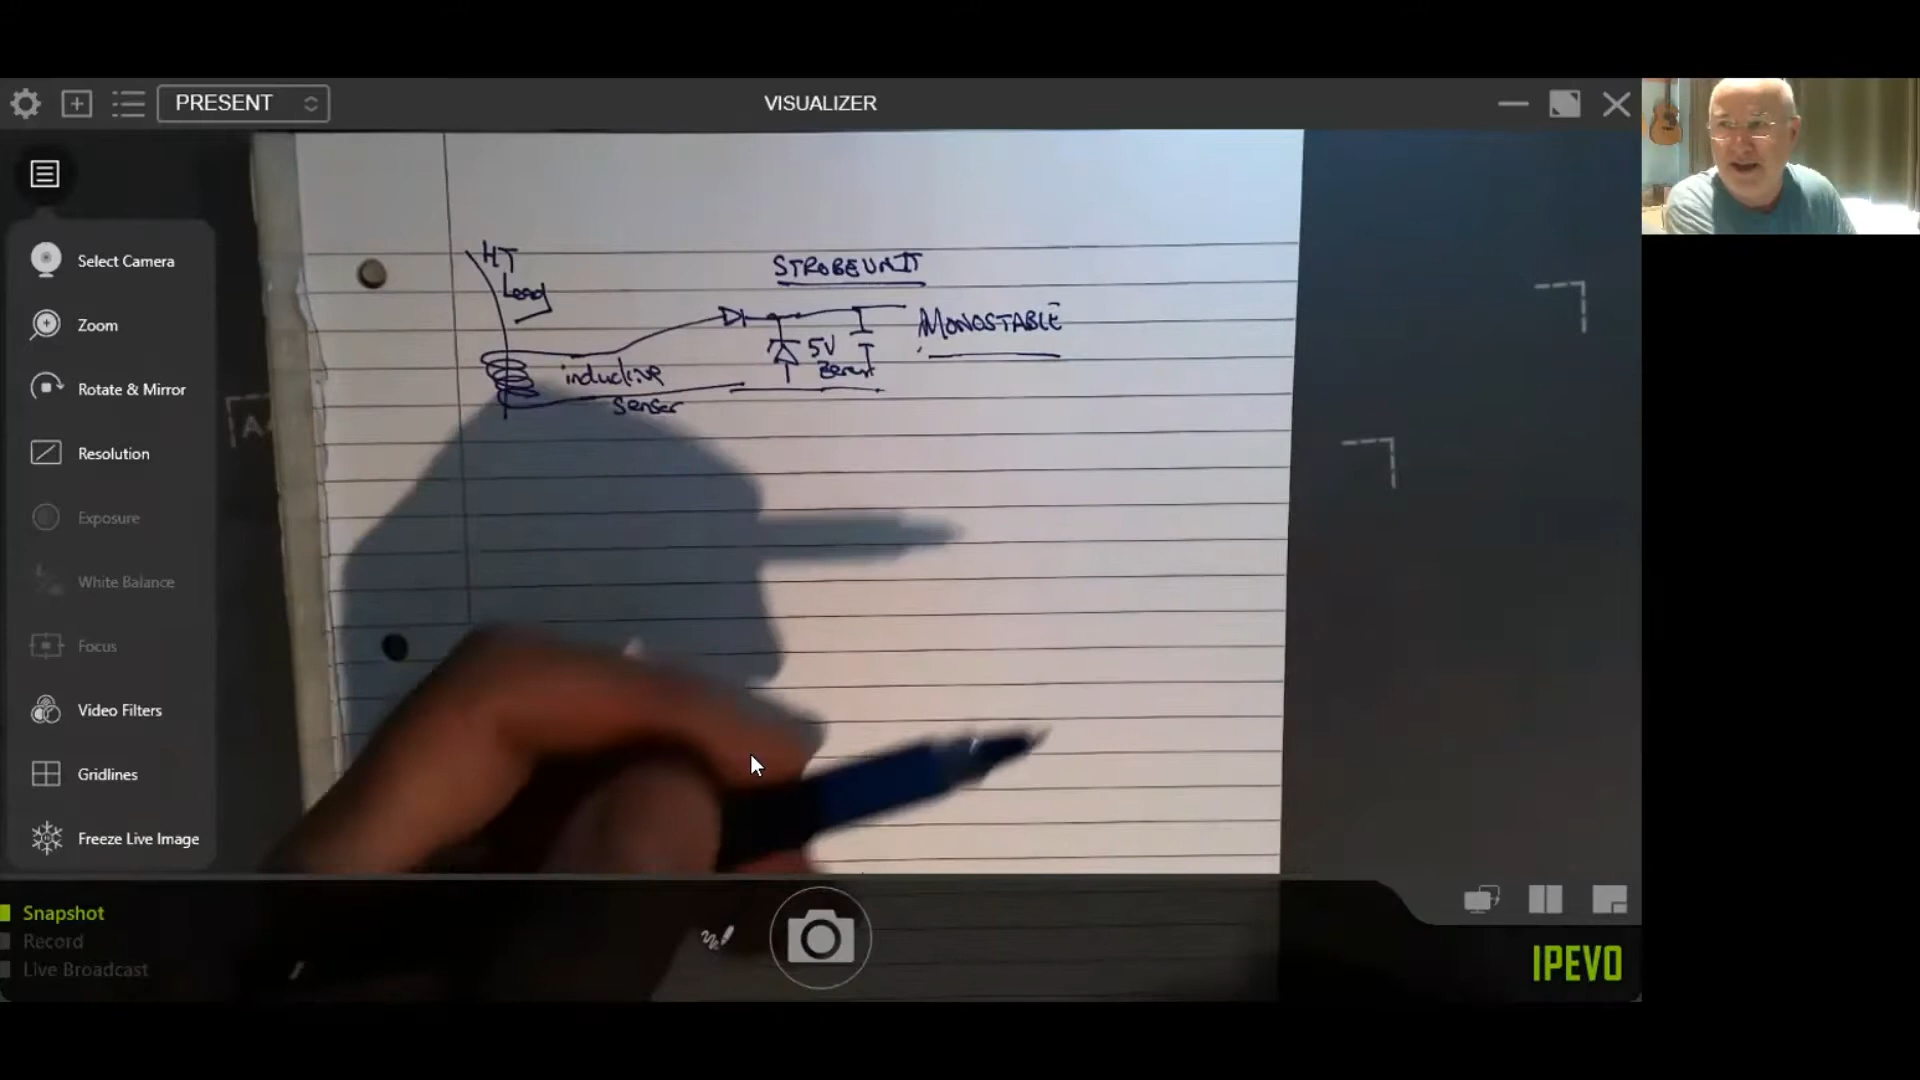 PRESENT
VISUALIZER
Select Camera
Zoom
Rotate & Mirror
Resolution
Exposure
White Balance
Focus
Video Filters
Gridlines
Freeze Live Image
Snapshot
Record
Live Broadcast
IPEVO
A
HT
Lead
STROBE UNIT
MONOSTABLE
5V
Zener
inductive
sensor